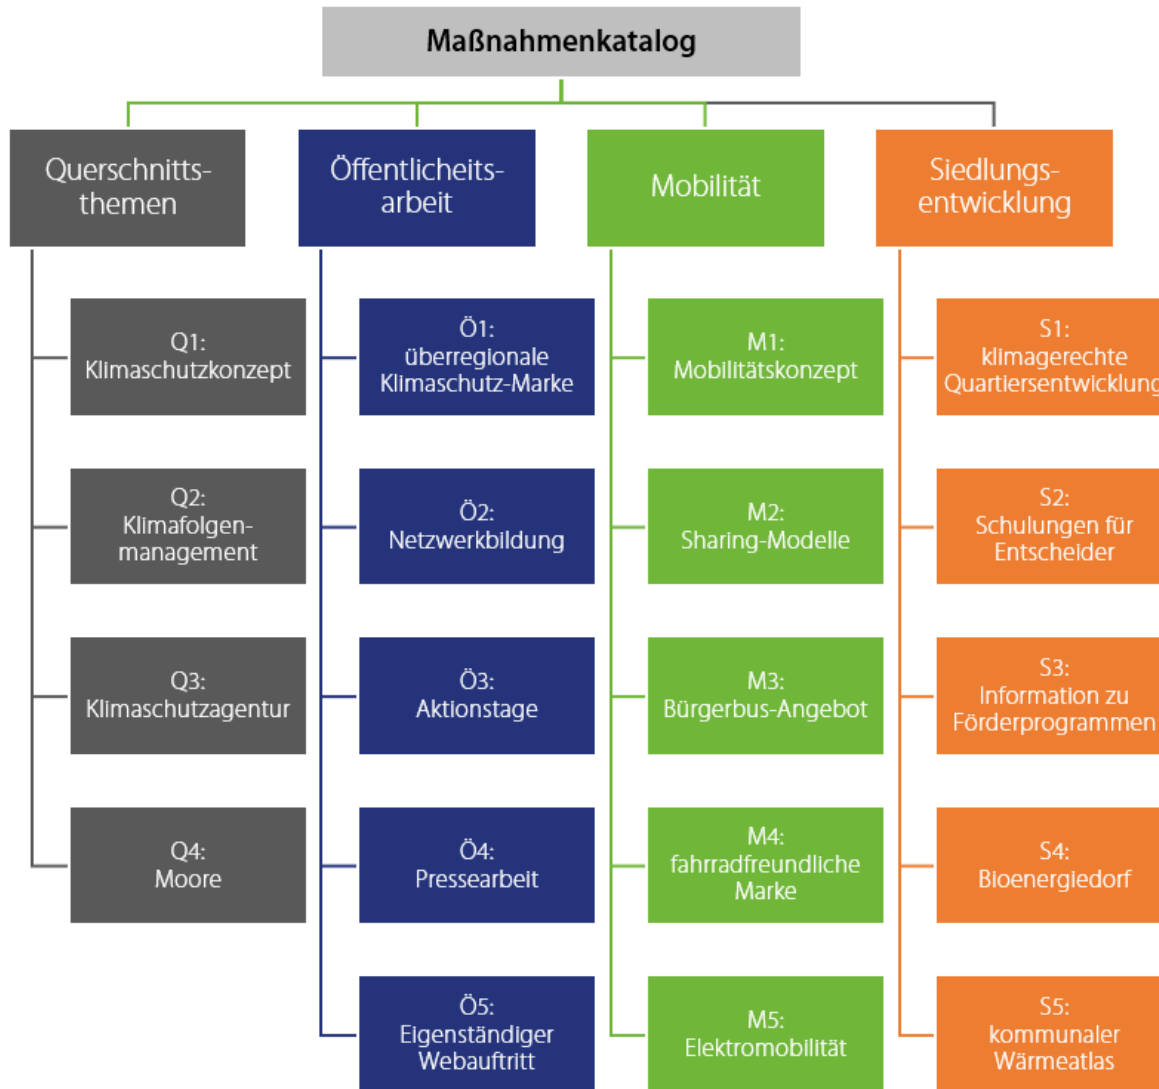 Maßnahmenkatalog
Querschnitts-
themen
Q1:
Klimaschutzkonzept
Q2:
Klimafolgen-
management
Q3:
Klimaschutzagentur
Q4:
Moore
Öffentlicheits-
arbeit
Ö1:
überregionale
Klimaschutz-Marke
Ö2:
Netzwerkbildung
Ö3:
Aktionstage
Ö4:
Pressearbeit
Ö5:
Eigenständiger
Webauftritt
Mobilität
M1:
Mobilitätskonzept
M2:
Sharing-Modelle
M3:
Bürgerbus-Angebot
M4:
fahrradfreundliche
Marke
M5:
Elektromobilität
Siedlungs-
entwicklung
S1:
klimagerechte
Quartiersentwicklung
S2:
Schulungen für
Entscheider
S3:
Information zu
Förderprogrammen
S4:
Bioenergiedorf
S5:
kommunaler
Wärmeatlas